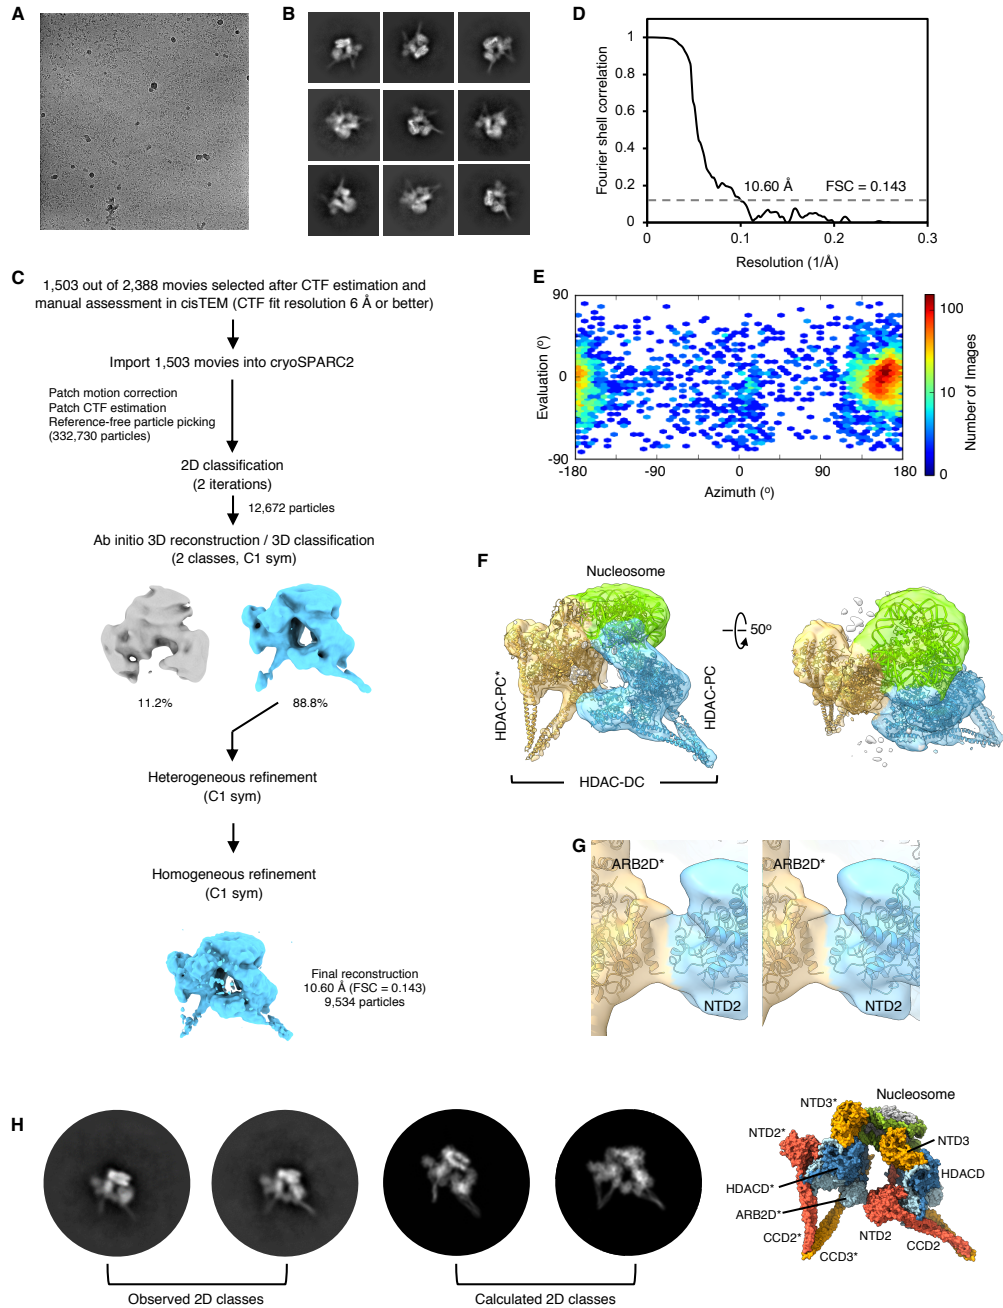 A
B
D
Fourier shell correlation
1
0.8
0.6
0.4
0.2
0
10.60 Å
FSC = 0.143
0
0.1
0.2
0.3
Resolution (1/Å)
C
1,503 out of 2,388 movies selected after CTF estimation and
manual assessment in cisTEM (CTF fit resolution 6 Å or better)
Import 1,503 movies into cryoSPARC2
Patch motion correction
Patch CTF estimation
Reference-free particle picking
(332,730 particles)
2D classification
(2 iterations)
12,672 particles
Ab initio 3D reconstruction / 3D classification
(2 classes, C1 sym)
11.2%
88.8%
Heterogeneous refinement
(C1 sym)
Homogeneous refinement
(C1 sym)
Final reconstruction
10.60 Å (FSC = 0.143)
9,534 particles
E
Evaluation (º)
90
0
-90
-180
-90
0
90
180
Azimuth (º)
100
10
0
Number of Images
F
Nucleosome
HDAC-PC*
HDAC-PC
HDAC-DC
50º
G
ARB2D*
NTD2
ARB2D*
NTD2
H
Observed 2D classes
Calculated 2D classes
Nucleosome
NTD3*
NTD2*
NTD3
HDACD
HDACD*
ARB2D*
CCD2*
NTD2
CCD2
CCD3*